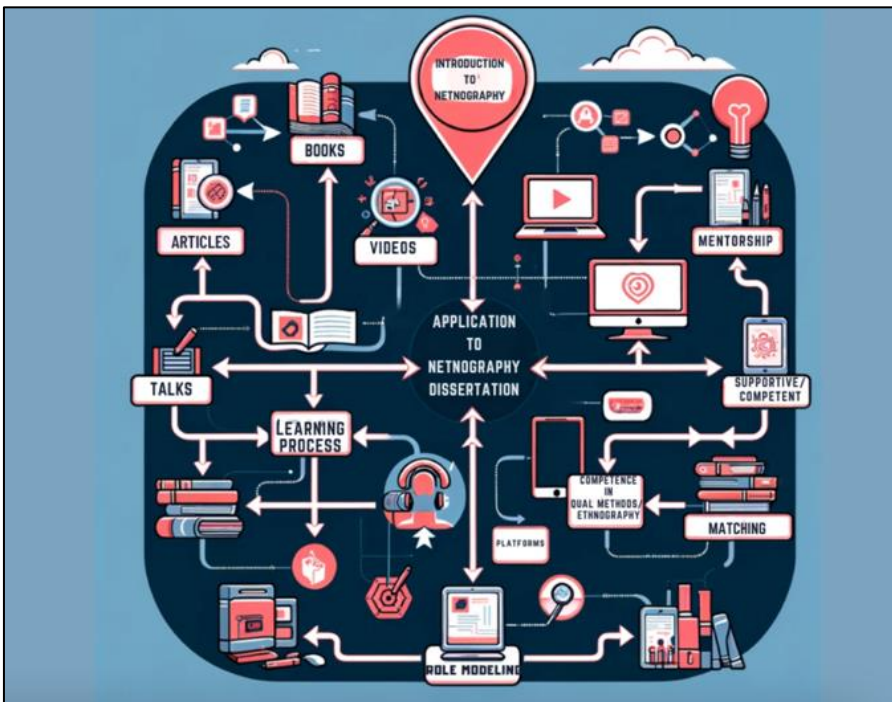 INTRODUCTION
TO
NETNOGRAPHY
BOOKS
ARTICLES
VIDEOS
MENTORSHIP
APPLICATION
TO
NETNOGRAPHY
DISSERTATION
TALKS
SUPPORTIVE/
COMPETENT
LEARNING
PROCESS
COMPETENCE
IN
QUAL METHODS/
ETHNOGRAPHY
MATCHING
PLATFORMS
ROLE MODELING